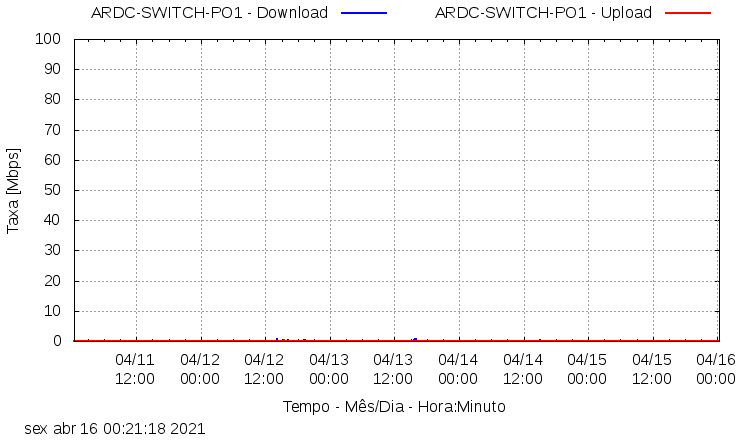 ARDC-SWITCH-PO1 - Download ARDC-SWITCH-PO1 - Upload
100
90
80
70
60
50
40
30
20
10
0
Taxa [Mbps]
04/11 04/12 04/12 04/13 04/13 04/14 04/14 04/15 04/15 04/16
12:00 00:00 12:00 00:00 12:00 00:00 12:00 00:00 12:00 00:00
Tempo - Mês/Dia - Hora:Minuto
sex abr 16 00:21:18 2021